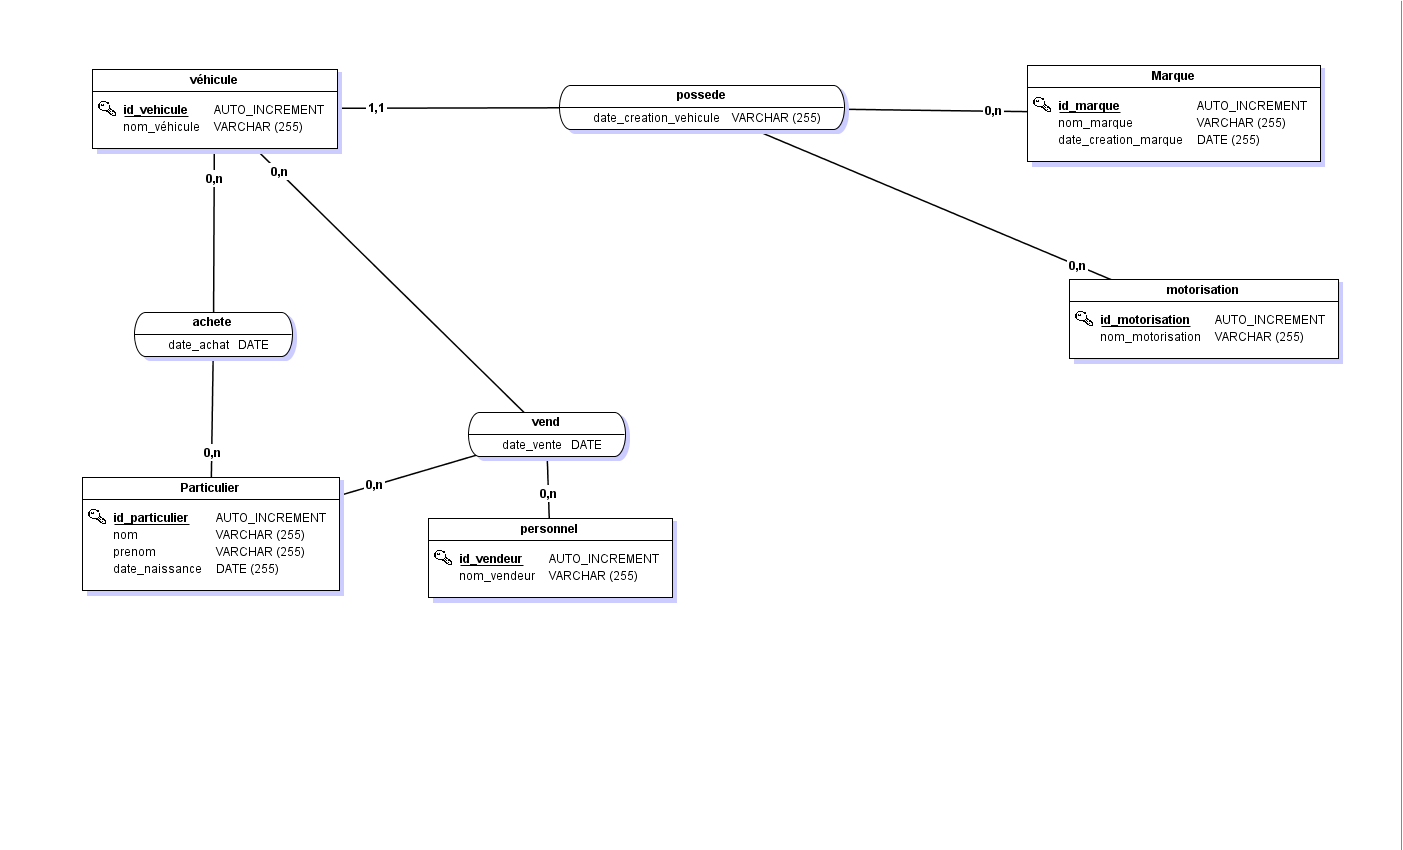 véhicule
id_vehicule AUTO_INCREMENT
nom_véhicule VARCHAR (255)
1,1
possede
date_creation_vehicule VARCHAR (255)
0,n
Marque
id_marque AUTO_INCREMENT
nom_marque VARCHAR (255)
date_creation_marque DATE (255)
0,n
0,n
0,n
motorisation
id_motorisation AUTO_INCREMENT
nom_motorisation VARCHAR (255)
achete
date_achat DATE
vend
date_vente DATE
0,n
0,n
0,n
Particulier
id_particulier AUTO_INCREMENT
nom VARCHAR (255)
prenom VARCHAR (255)
date_naissance DATE (255)
personnel
id_vendeur AUTO_INCREMENT
nom_vendeur VARCHAR (255)